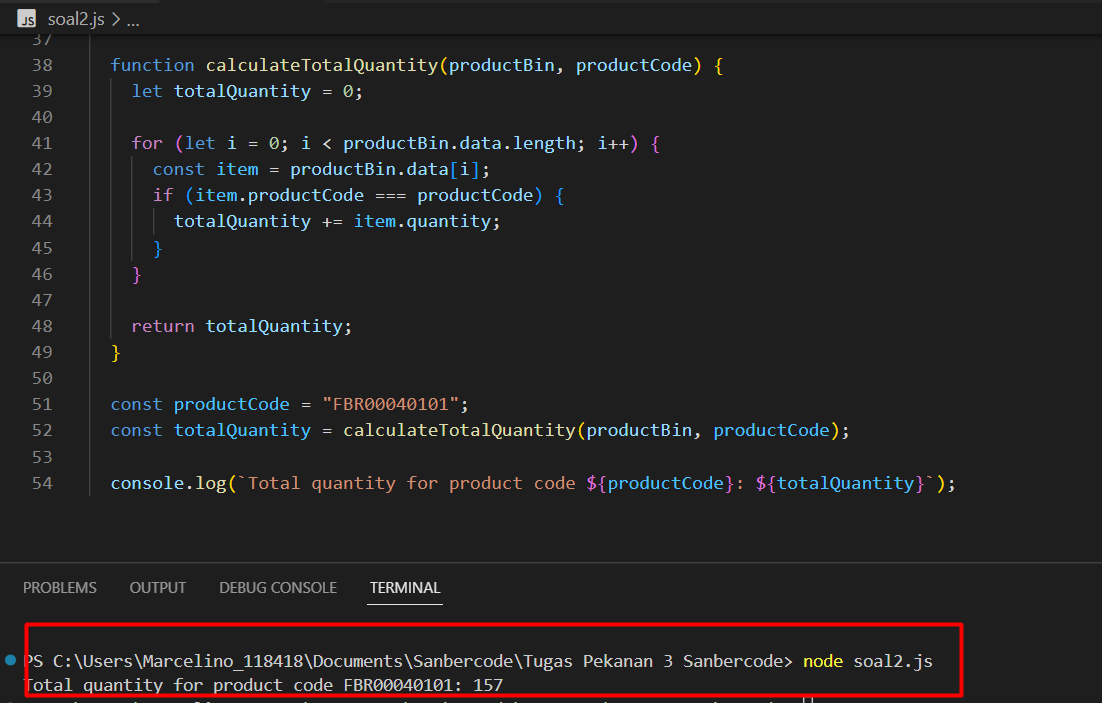 JS soal2.js > ...
37
38 function calculateTotalQuantity(productBin, productCode) {
39 let totalQuantity = 0;
40
41 for (let i = 0; i < productBin.data.length; i++) {
42 const item = productBin.data[i];
43 if (item.productCode === productCode) {
44 totalQuantity += item.quantity;
45 }
46 }
47
48 return totalQuantity;
49 }
50
51 const productCode = "FBR00040101";
52 const totalQuantity = calculateTotalQuantity(productBin, productCode);
53
54 console.log(`Total quantity for product code ${productCode}: ${totalQuantity}`);
PROBLEMS OUTPUT DEBUG CONSOLE TERMINAL
PS C:\Users\Marcelino_118418\Documents\Sanbercode\Tugas Pekanan 3 Sanbercode> node soal2.js
Total quantity for product code FBR00040101: 157